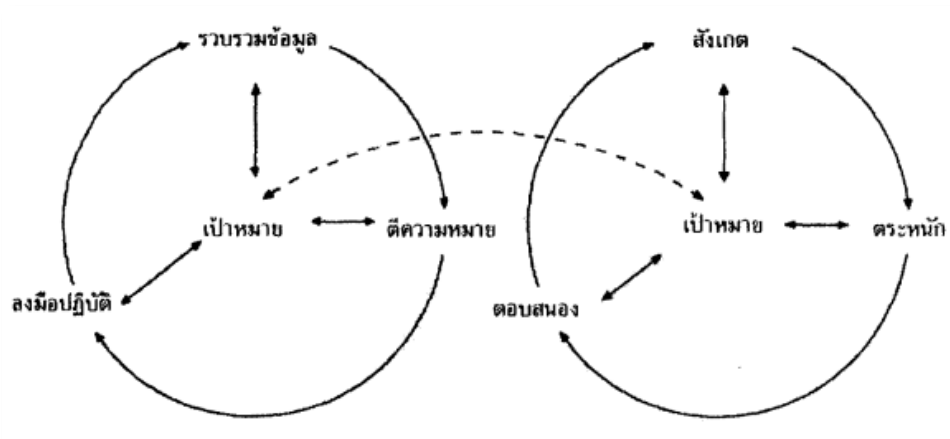 รวบรวมข้อมูล
สังเกต
เป้าหมาย
ตีความหมาย
เป้าหมาย
ตระหนัก
ลงมือปฏิบัติ
ตอบสนอง